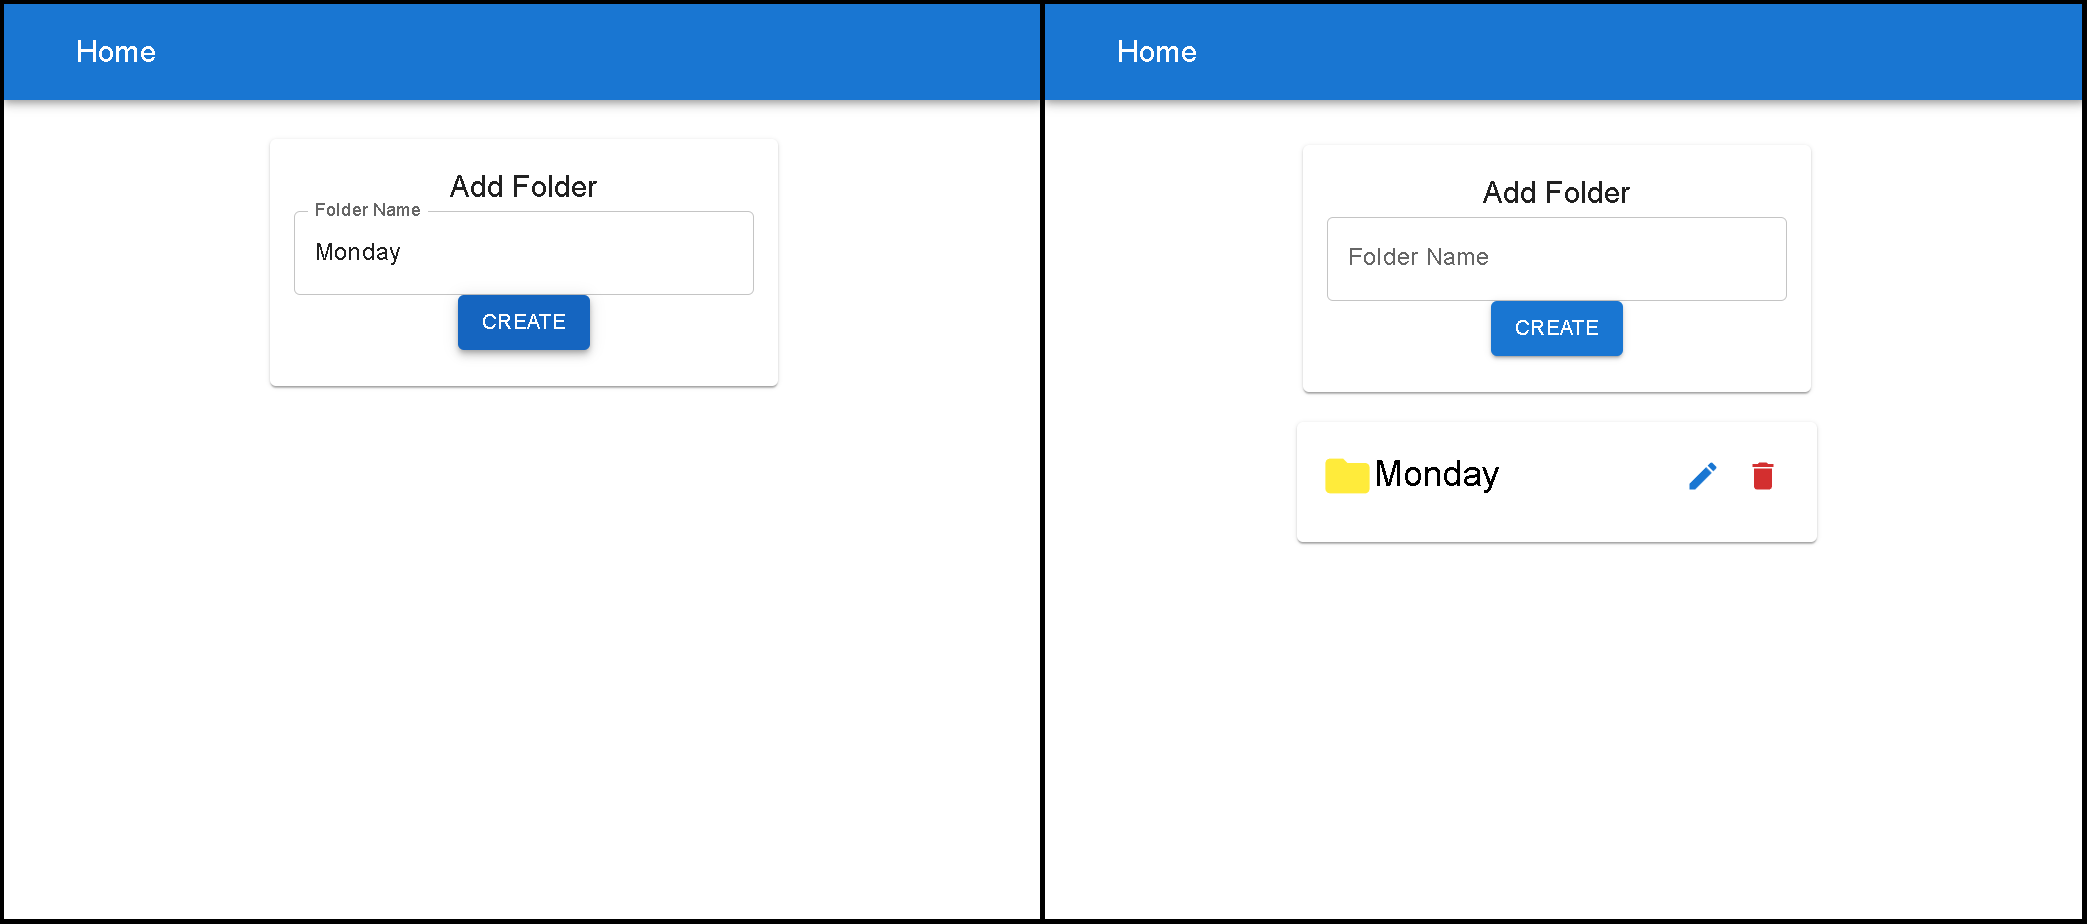 Home
Add Folder
Folder Name
Monday
CREATE
Home
Add Folder
Folder Name
CREATE
Monday